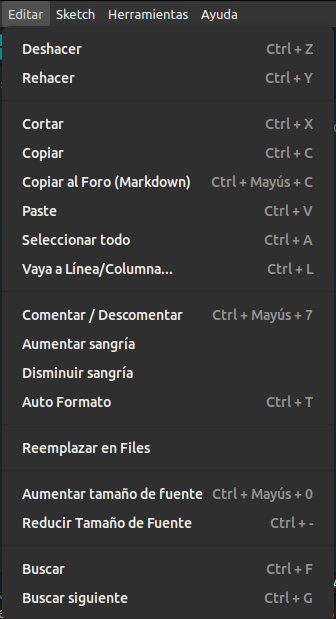 Editar Sketch Herramientas Ayuda
Deshacer Ctrl + Z
Rehacer Ctrl + Y
Cortar Ctrl + X
Copiar Ctrl + C
Copiar al Foro (Markdown) Ctrl + Mayús + C
Paste Ctrl + V
Seleccionar todo Ctrl + A
Vaya a Línea/Columna... Ctrl + L
Comentar / Descomentar Ctrl + Mayús + 7
Aumentar sangría
Disminuir sangría
Auto Formato Ctrl + T
Reemplazar en Files
Aumentar tamaño de fuente Ctrl + Mayús + 0
Reducir Tamaño de Fuente Ctrl + -
Buscar Ctrl + F
Buscar siguiente Ctrl + G